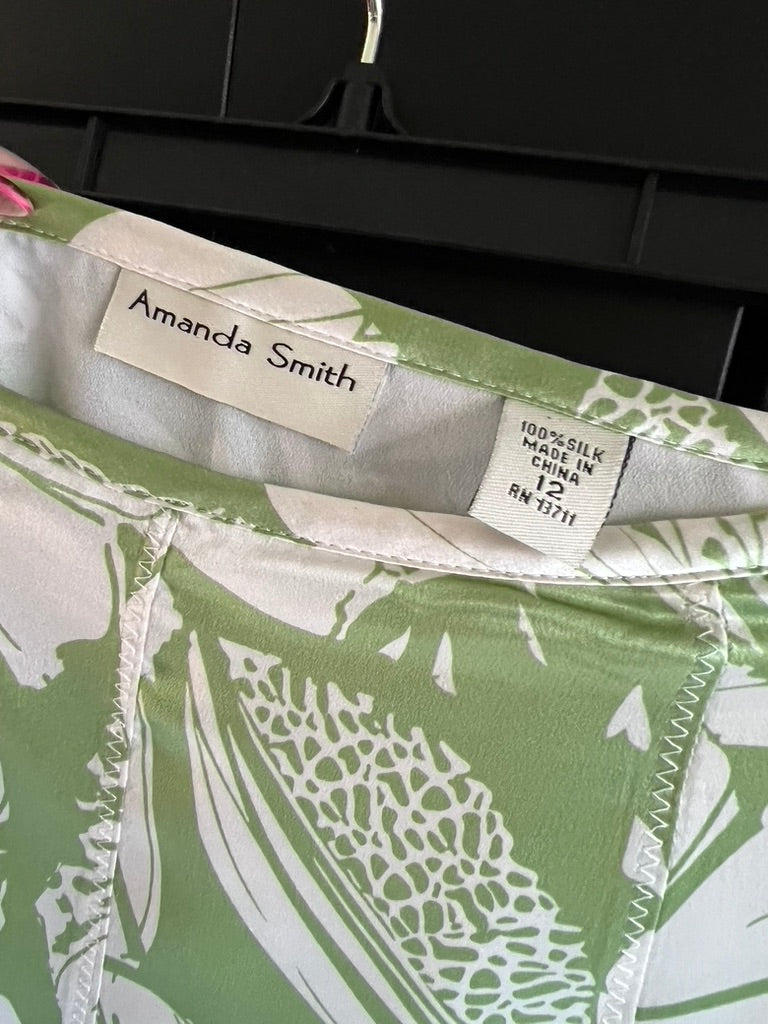 Amanda Smith
100% SILK
MADE IN
CHINA
12
RN 13711